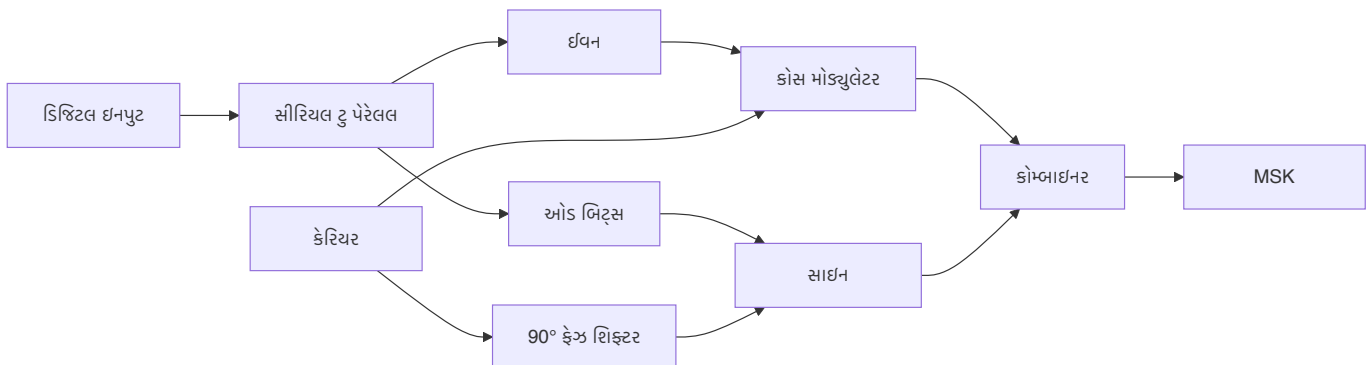 ડિજિટલ ઇનપુટ
સીરિયલ ટુ પેરેલલ
ઈવન
કોસ મોડ્યુલેટર
કેરિયર
ઓડ બિટ્સ
સાઇન
90° ફેઝ શિફ્ટર
કોમ્બાઇનર
MSK